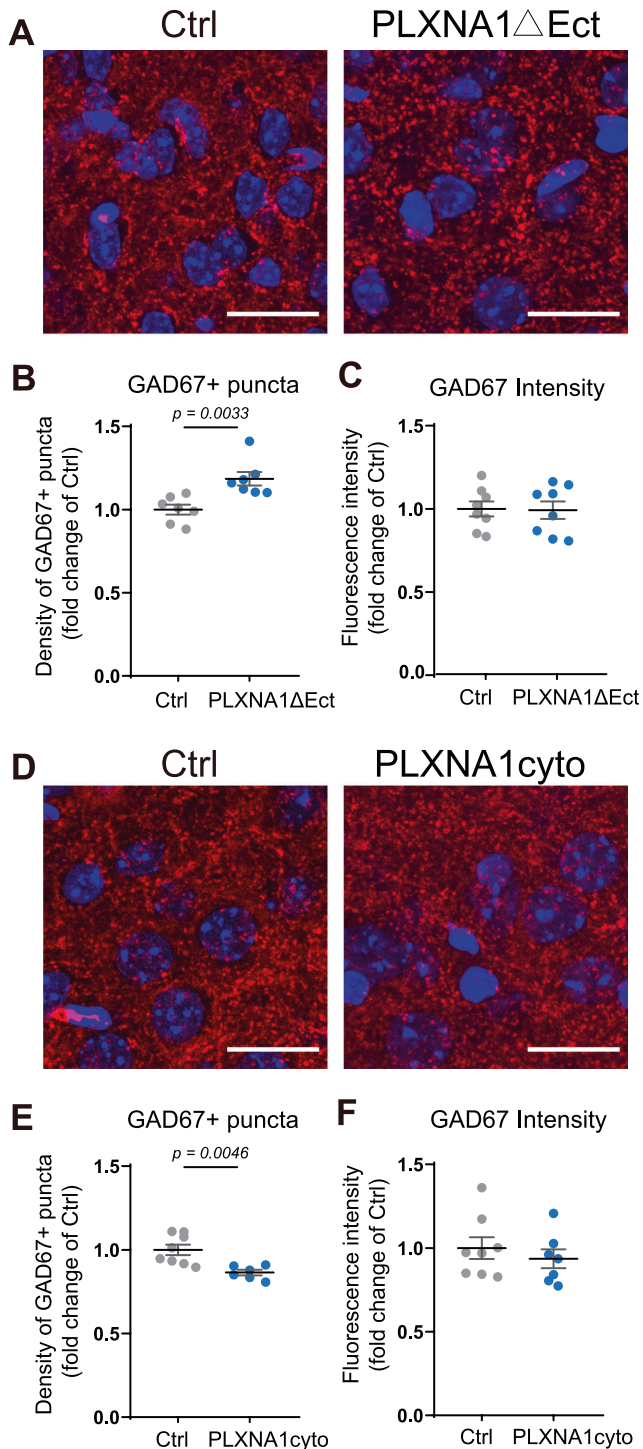 A
Ctrl
PLXNA1△Ect
B
GAD67+ puncta
p = 0.0033
Density of GAD67+ puncta
(fold change of Ctrl)
1.5
1.0
0.5
0.0
Ctrl
PLXNA1ΔEct
C
GAD67 Intensity
Fluorescence intensity
(fold change of Ctrl)
1.5
1.0
0.5
0.0
Ctrl
PLXNA1ΔEct
D
Ctrl
PLXNA1cyto
E
GAD67+ puncta
p = 0.0046
Density of GAD67+ puncta
(fold change of Ctrl)
1.5
1.0
0.5
0.0
Ctrl
PLXNA1cyto
F
GAD67 Intensity
Fluorescence intensity
(fold change of Ctrl)
1.5
1.0
0.5
0.0
Ctrl
PLXNA1cyto